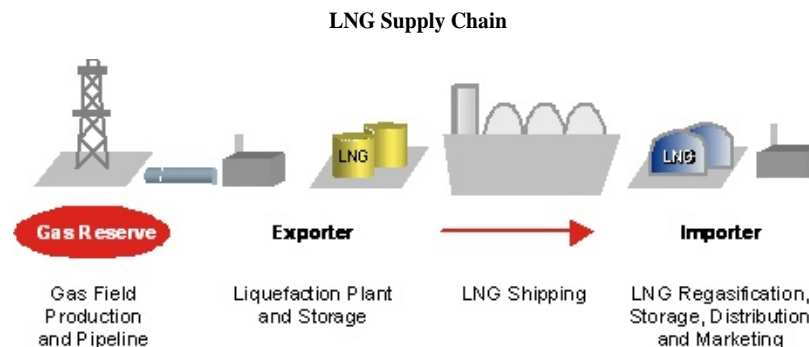 LNG Supply Chain
LNG
LNG
Gas Reserve
Exporter
Importer
Gas Field
Production
and Pipeline
Liquefaction Plant
and Storage
LNG Shipping
LNG Regasification,
Storage, Distribution
and Marketing